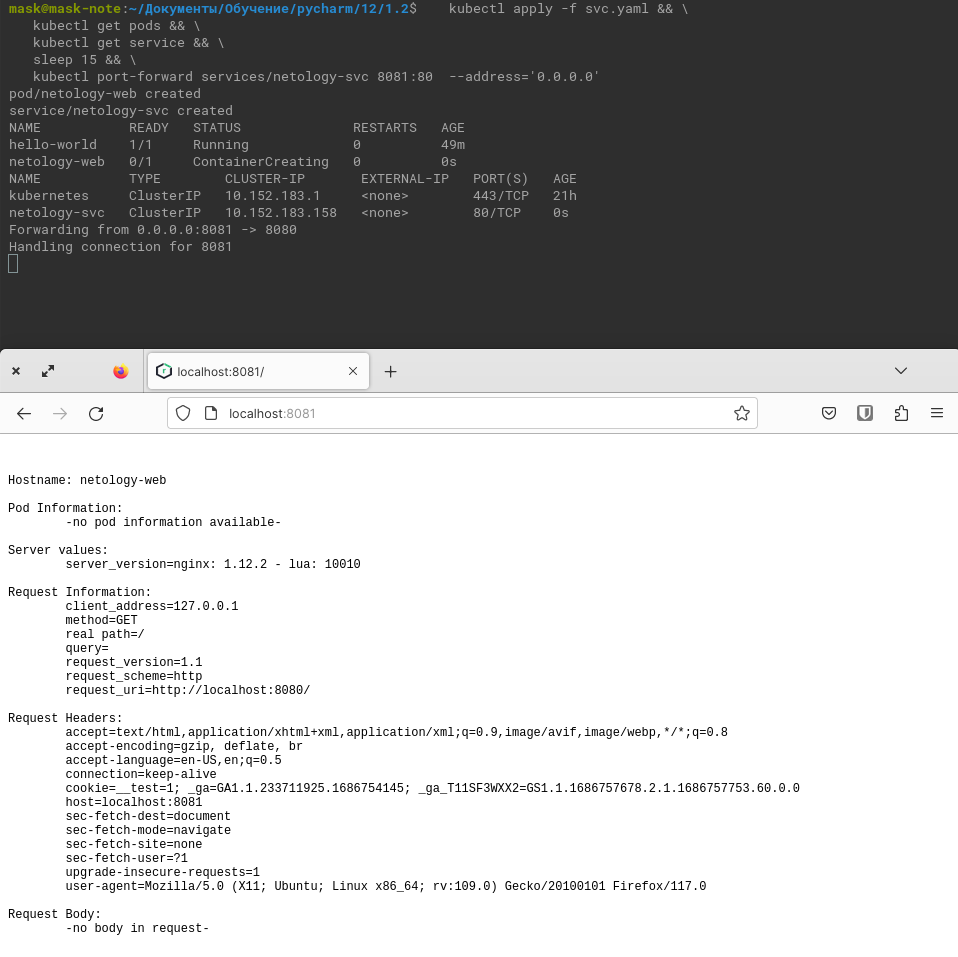 mask@mask-note:~/Документы/Обучение/pycharm/12/1.2$    kubectl apply -f svc.yaml && \
   kubectl get pods && \
   kubectl get service && \
   sleep 15 && \
   kubectl port-forward services/netology-svc 8081:80  --address='0.0.0.0'
pod/netology-web created
service/netology-svc created
NAME           READY   STATUS              RESTARTS   AGE
hello-world    1/1     Running             0          49m
netology-web   0/1     ContainerCreating   0          0s
NAME           TYPE        CLUSTER-IP       EXTERNAL-IP   PORT(S)   AGE
kubernetes     ClusterIP   10.152.183.1     <none>        443/TCP   21h
netology-svc   ClusterIP   10.152.183.158   <none>        80/TCP    0s
Forwarding from 0.0.0.0:8081 -> 8080
Handling connection for 8081
localhost:8081/
localhost:8081
Hostname: netology-web
Pod Information:
	-no pod information available-
Server values:
	server_version=nginx: 1.12.2 - lua: 10010
Request Information:
	client_address=127.0.0.1
	method=GET
	real path=/
	query=
	request_version=1.1
	request_scheme=http
	request_uri=http://localhost:8080/
Request Headers:
	accept=text/html,application/xhtml+xml,application/xml;q=0.9,image/avif,image/webp,*/*;q=0.8
	accept-encoding=gzip, deflate, br
	accept-language=en-US,en;q=0.5
	connection=keep-alive
	cookie=__test=1; _ga=GA1.1.233711925.1686754145; _ga_T11SF3WXX2=GS1.1.1686757678.2.1.1686757753.60.0.0
	host=localhost:8081
	sec-fetch-dest=document
	sec-fetch-mode=navigate
	sec-fetch-site=none
	sec-fetch-user=?1
	upgrade-insecure-requests=1
	user-agent=Mozilla/5.0 (X11; Ubuntu; Linux x86_64; rv:109.0) Gecko/20100101 Firefox/117.0
Request Body:
	-no body in request-